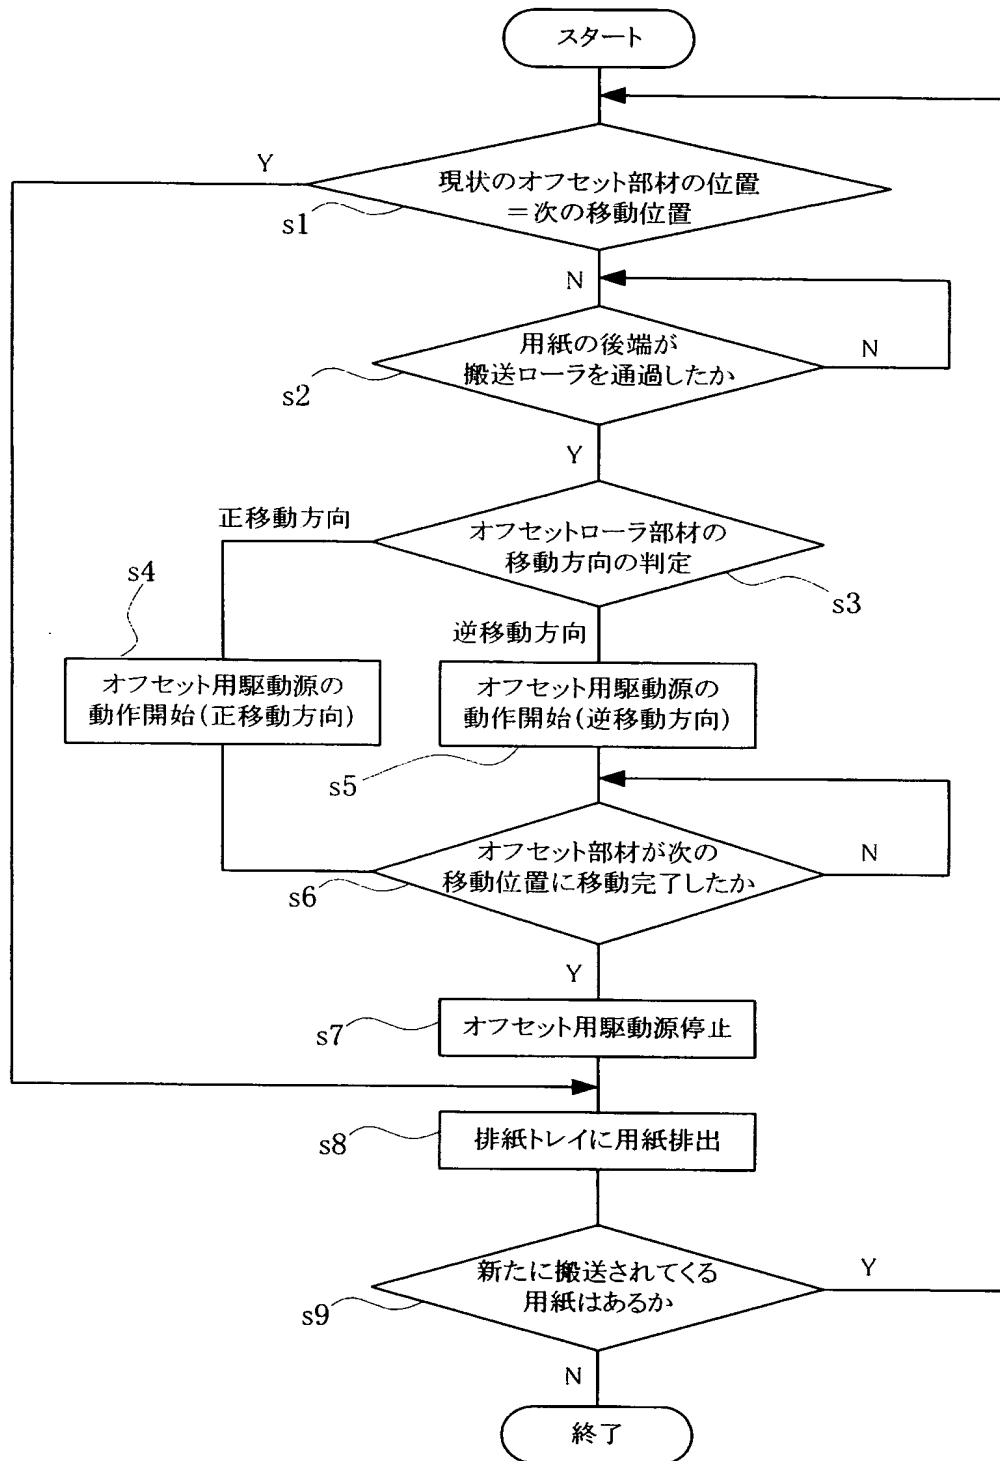 スタート
Y
現状のオフセット部材の位置
＝次の移動位置
s1
N
用紙の後端が
搬送ローラを通過したか
N
s2
Y
正移動方向
オフセットローラ部材の
移動方向の判定
s4
s3
逆移動方向
オフセット用駆動源の
動作開始(正移動方向)
オフセット用駆動源の
動作開始(逆移動方向)
s5
オフセット部材が次の
移動位置に移動完了したか
N
s6
Y
s7
オフセット用駆動源停止
s8
排紙トレイに用紙排出
新たに搬送されてくる
用紙はあるか
Y
s9
N
終了